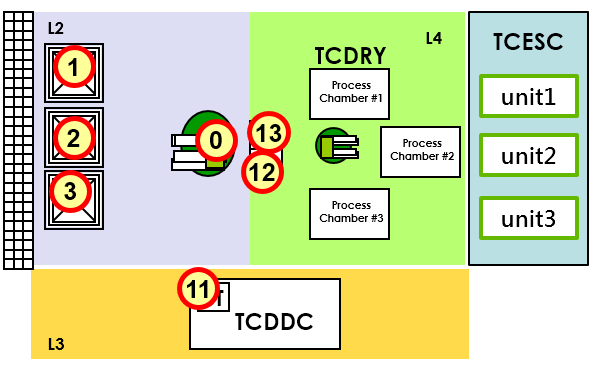 L2
L4
TCDRY
TCESC
1
2
3
0
13
12
Process
Chamber #1
Process
Chamber #2
Process
Chamber #3
unit1
unit2
unit3
11
TCDDC
L3